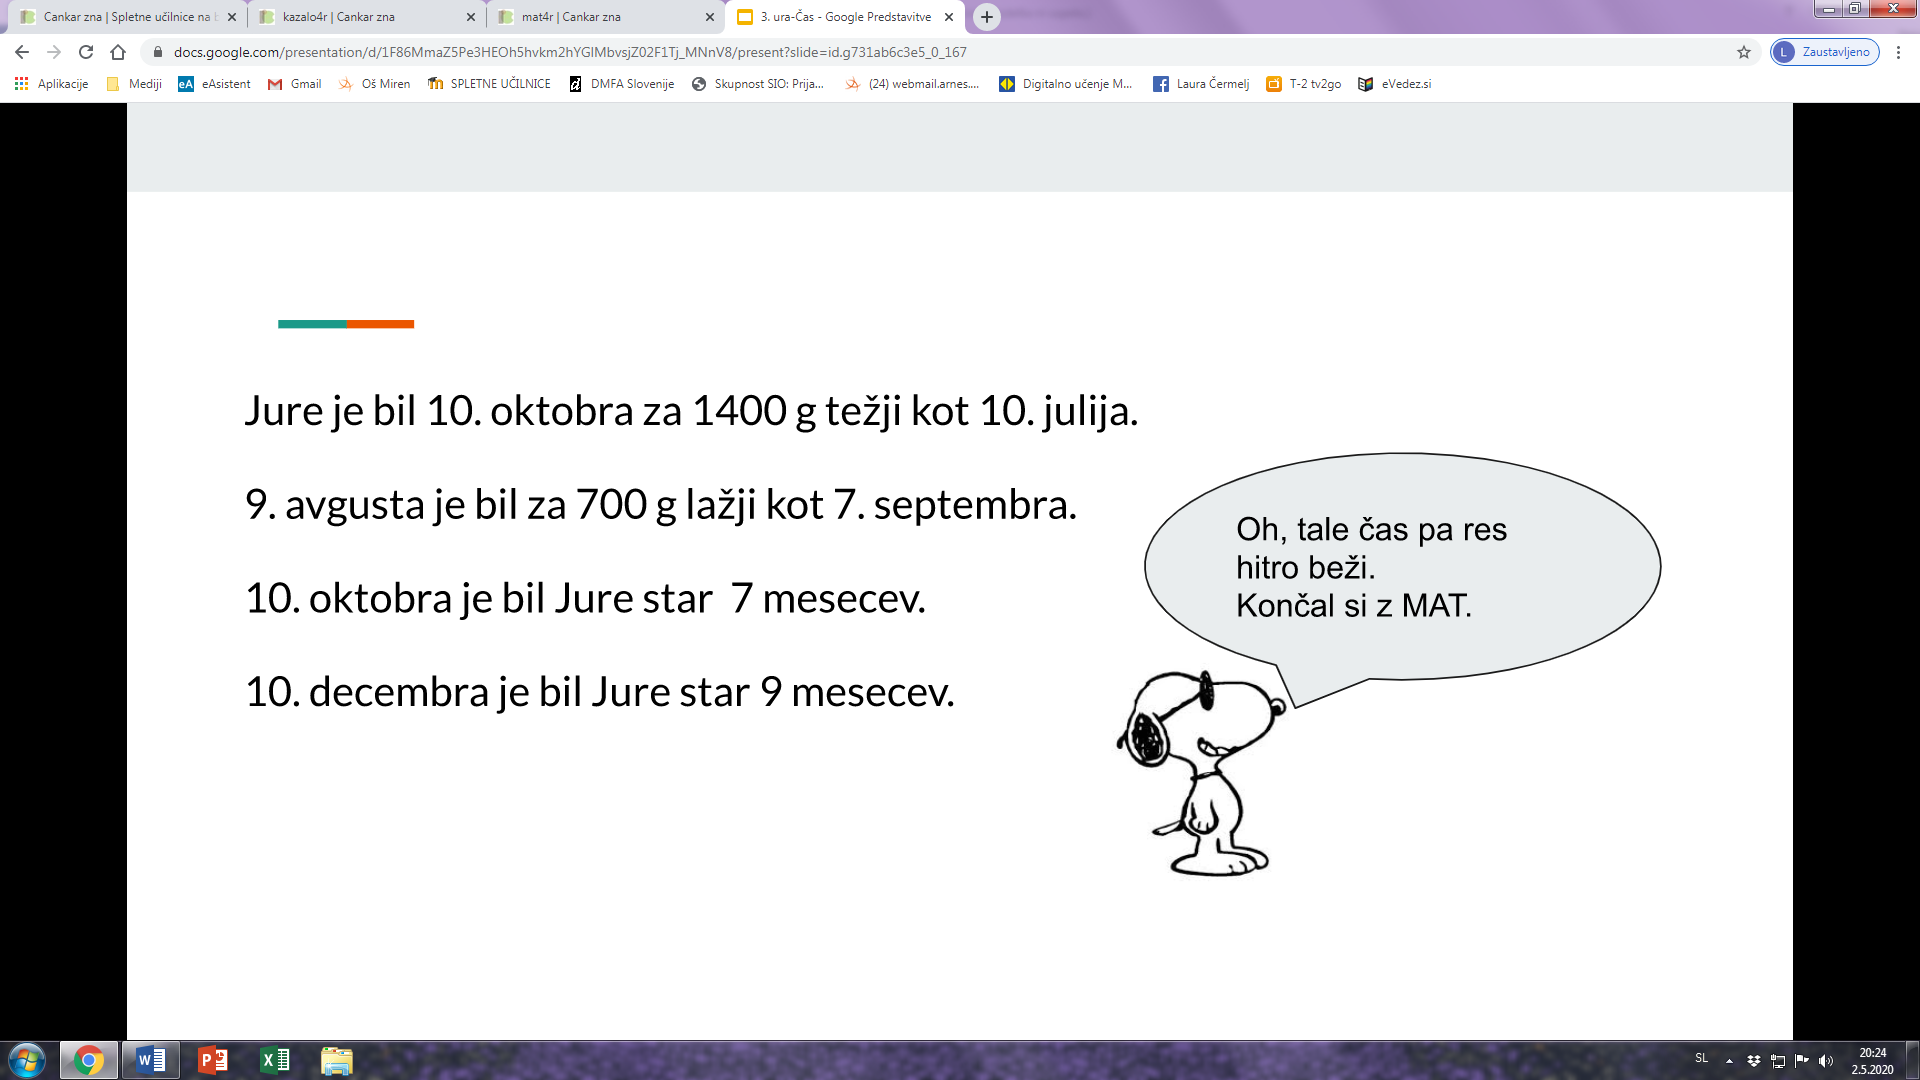 Cankar zna | Spletne učilnice na
kazalo4r | Cankar zna
mat4r | Cankar zna
3. ura-Čas - Google Predstavitve
docs.google.com/presentation/d/1F86MmaZ5Pe3HEOh5hvkm2hYGlMbvsjZ02F1Tj_MNnV8/present?slide=id.g731ab6c3e5_0_167
L Zaustavljeno
Aplikacije Mediji eA eAsistent Gmail Oš Miren SPLETNE UČILNICE d DMFA Slovenije Skupnost SIO: Prija... (24) webmail.arnes.... Digitalno učenje M... Laura Čermelj T-2 tv2go eVedez.si
Jure je bil 10. oktobra za 1400 g težji kot 10. julija.
9. avgusta je bil za 700 g lažji kot 7. septembra.
10. oktobra je bil Jure star 7 mesecev.
10. decembra je bil Jure star 9 mesecev.
Oh, tale čas pa res
hitro beži.
Končal si z MAT.
SL
20:24
2.5.2020